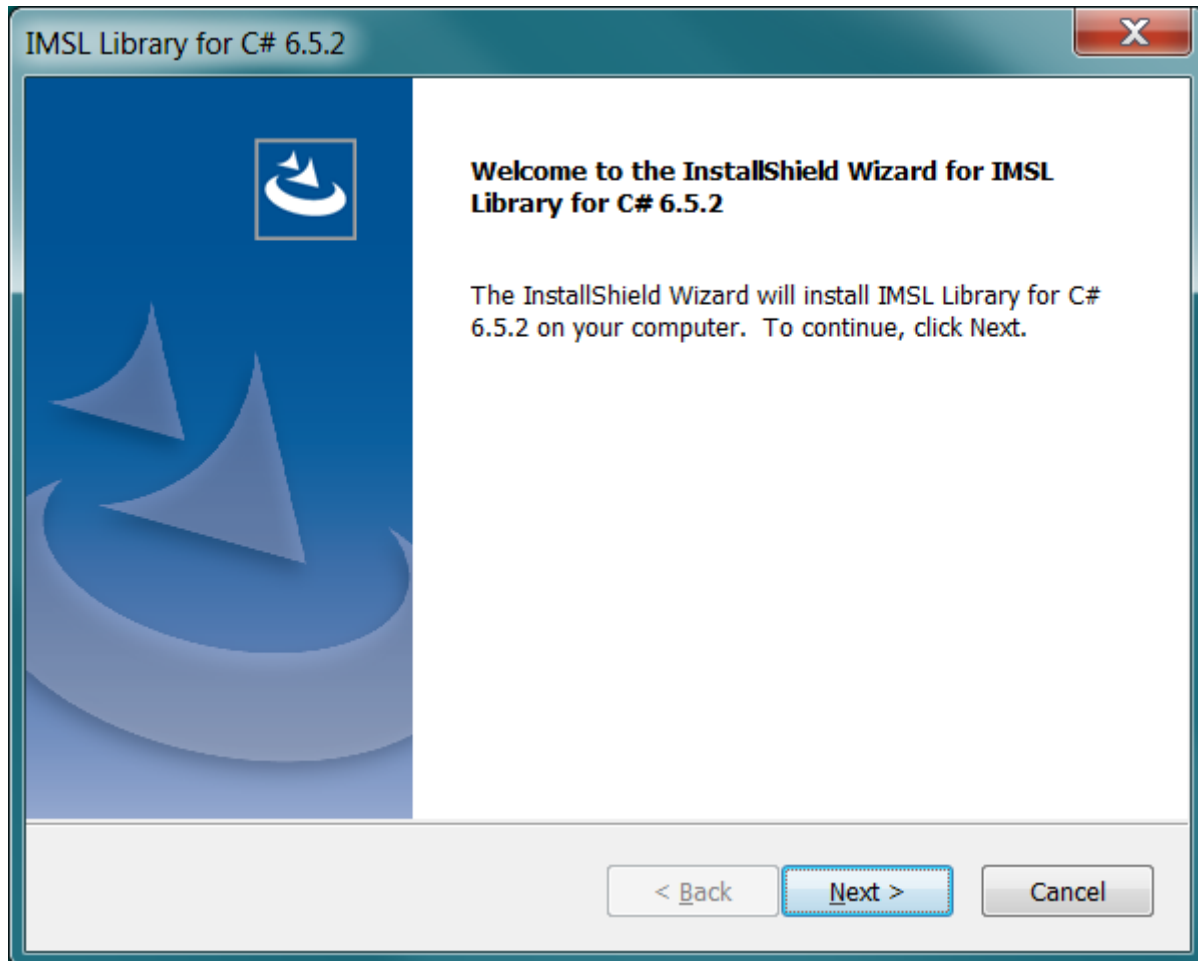 IMSL Library for C# 6.5.2
X
Welcome to the InstallShield Wizard for IMSL
Library for C# 6.5.2
The InstallShield Wizard will install IMSL Library for C#
6.5.2 on your computer.  To continue, click Next.
< Back
Next >
Cancel